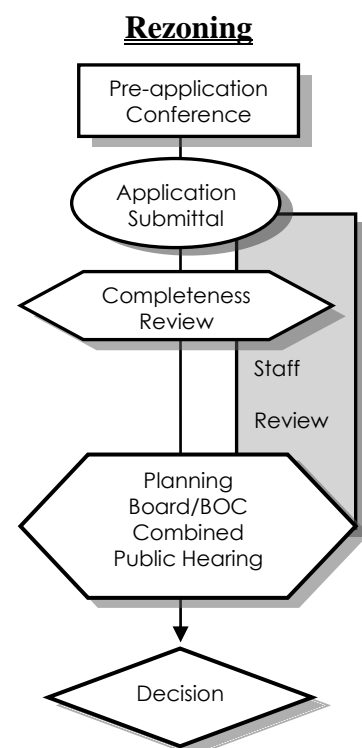 Rezoning
Pre-application
Conference
Application
Submittal
Completeness
Review
Staff
Review
Planning
Board/BOC
Combined
Public Hearing
Decision